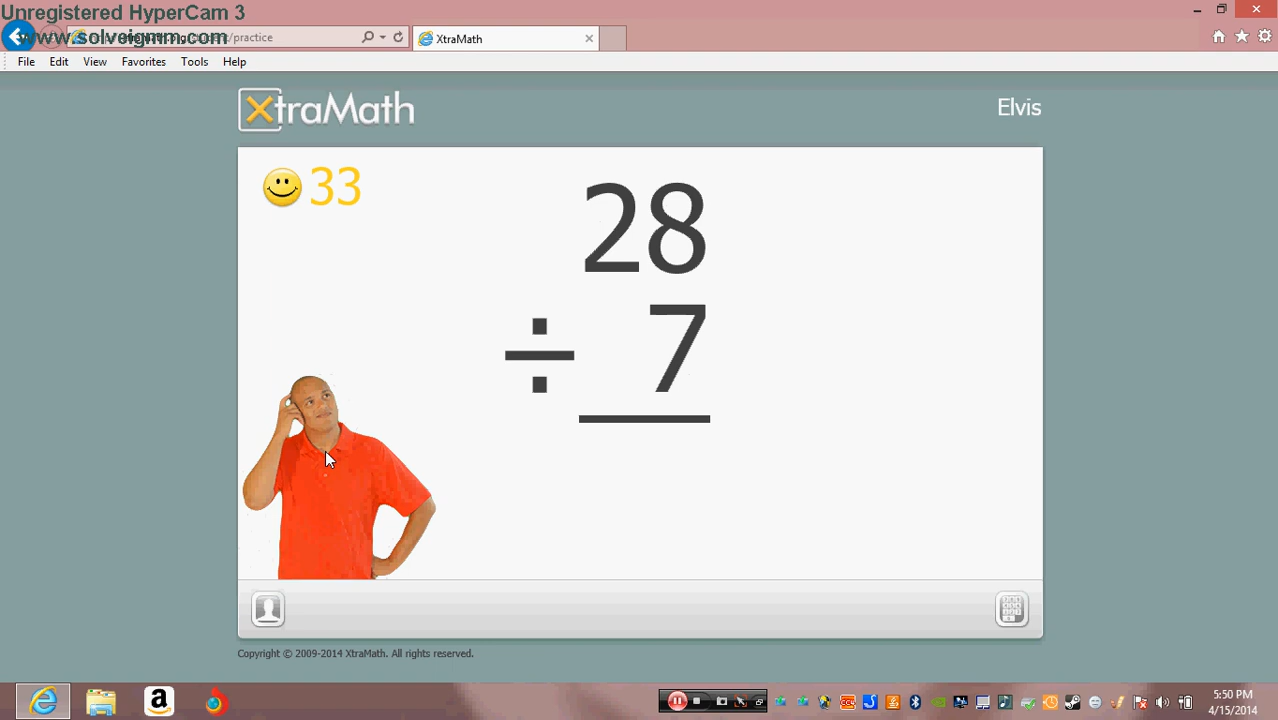 Unregistered HyperCam 3
www.solveigmm.com
/student/practice
XtraMath
File Edit View Favorites Tools Help
XtraMath
Elvis
33
28
÷ 7
Copyright © 2009-2014 XtraMath. All rights reserved.
5:50 PM
4/15/2014